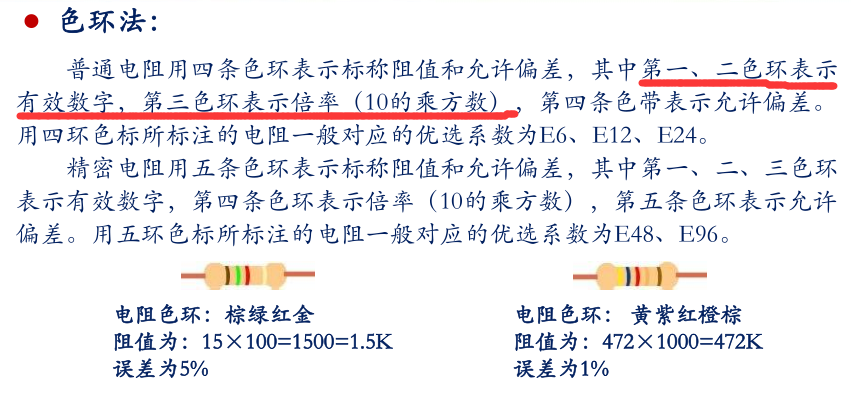 ● 色环法：
普通电阻用四条色环表示标称阻值和允许偏差，其中第一、二色环表示
有效数字，第三色环表示倍率（10的乘方数），第四条色带表示允许偏差。
用四环色标所标注的电阻一般对应的优选系数为E6、E12、E24。
精密电阻用五条色环表示标称阻值和允许偏差，其中第一、二、三色环
表示有效数字，第四条色环表示倍率（10的乘方数），第五条色环表示允许
偏差。用五环色标所标注的电阻一般对应的优选系数为E48、E96。
电阻色环：棕绿红金
阻值为：15×100=1500=1.5K
误差为5%
电阻色环： 黄紫红橙棕
阻值为：472×1000=472K
误差为1%